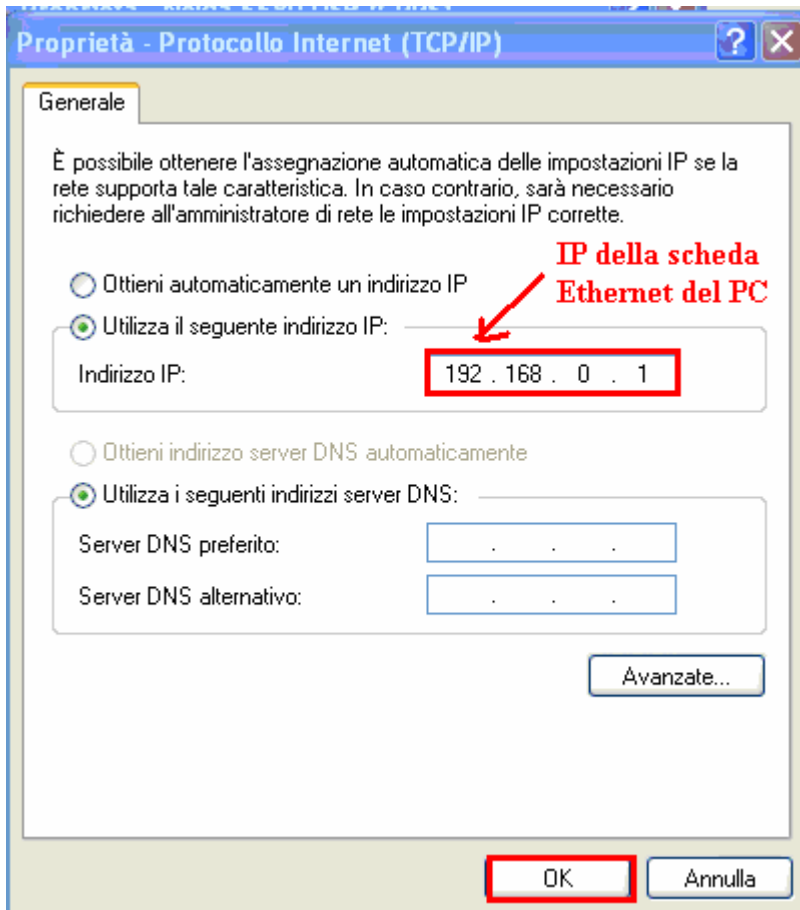 Proprietà - Protocollo Internet (TCP/IP)
Generale
È possibile ottenere l'assegnazione automatica delle impostazioni IP se la
rete supporta tale caratteristica. In caso contrario, sarà necessario
richiedere all'amministratore di rete le impostazioni IP corrette.
IP della scheda
Ethernet del PC
Ottieni automaticamente un indirizzo IP
Utilizza il seguente indirizzo IP:
Indirizzo IP: 192 . 168 . 0 . 1
Ottieni indirizzo server DNS automaticamente
Utilizza i seguenti indirizzi server DNS:
Server DNS preferito: . . .
Server DNS alternativo: . . .
Avanzate...
OK Annulla